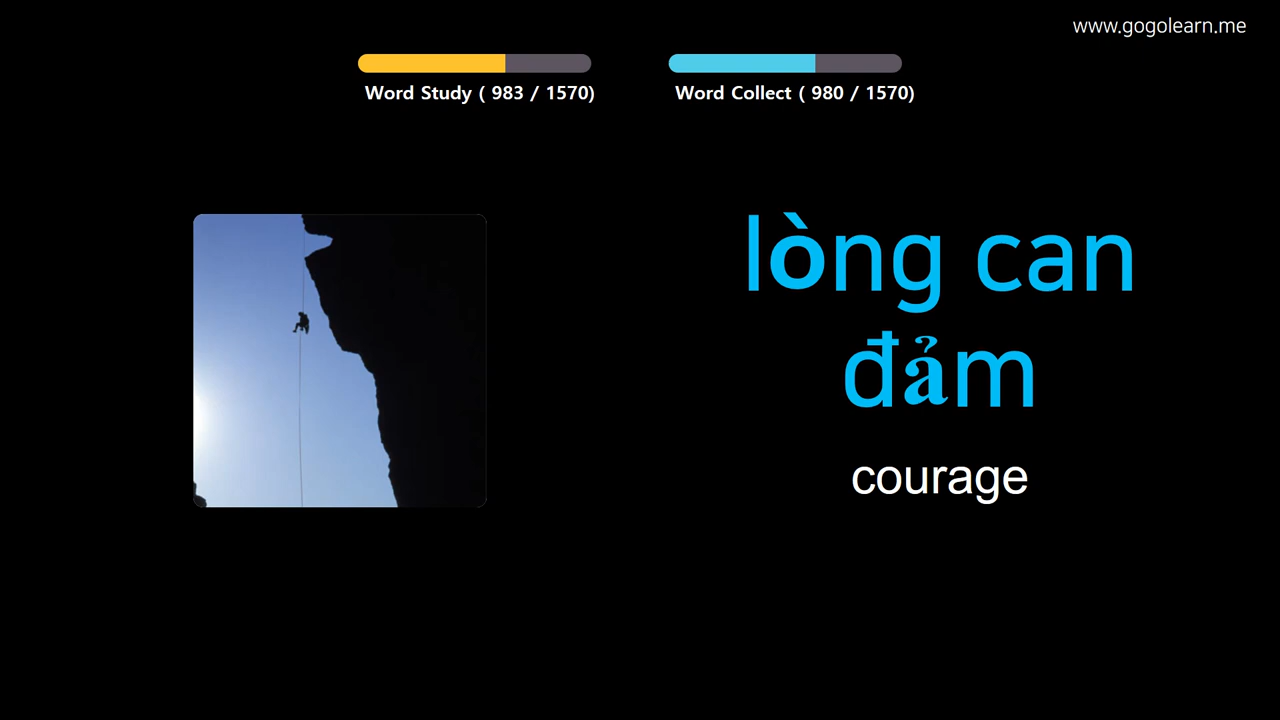 www.gogolearn.me
Word Study ( 983 / 1570)
Word Collect ( 980 / 1570)
lòng can
đảm
courage